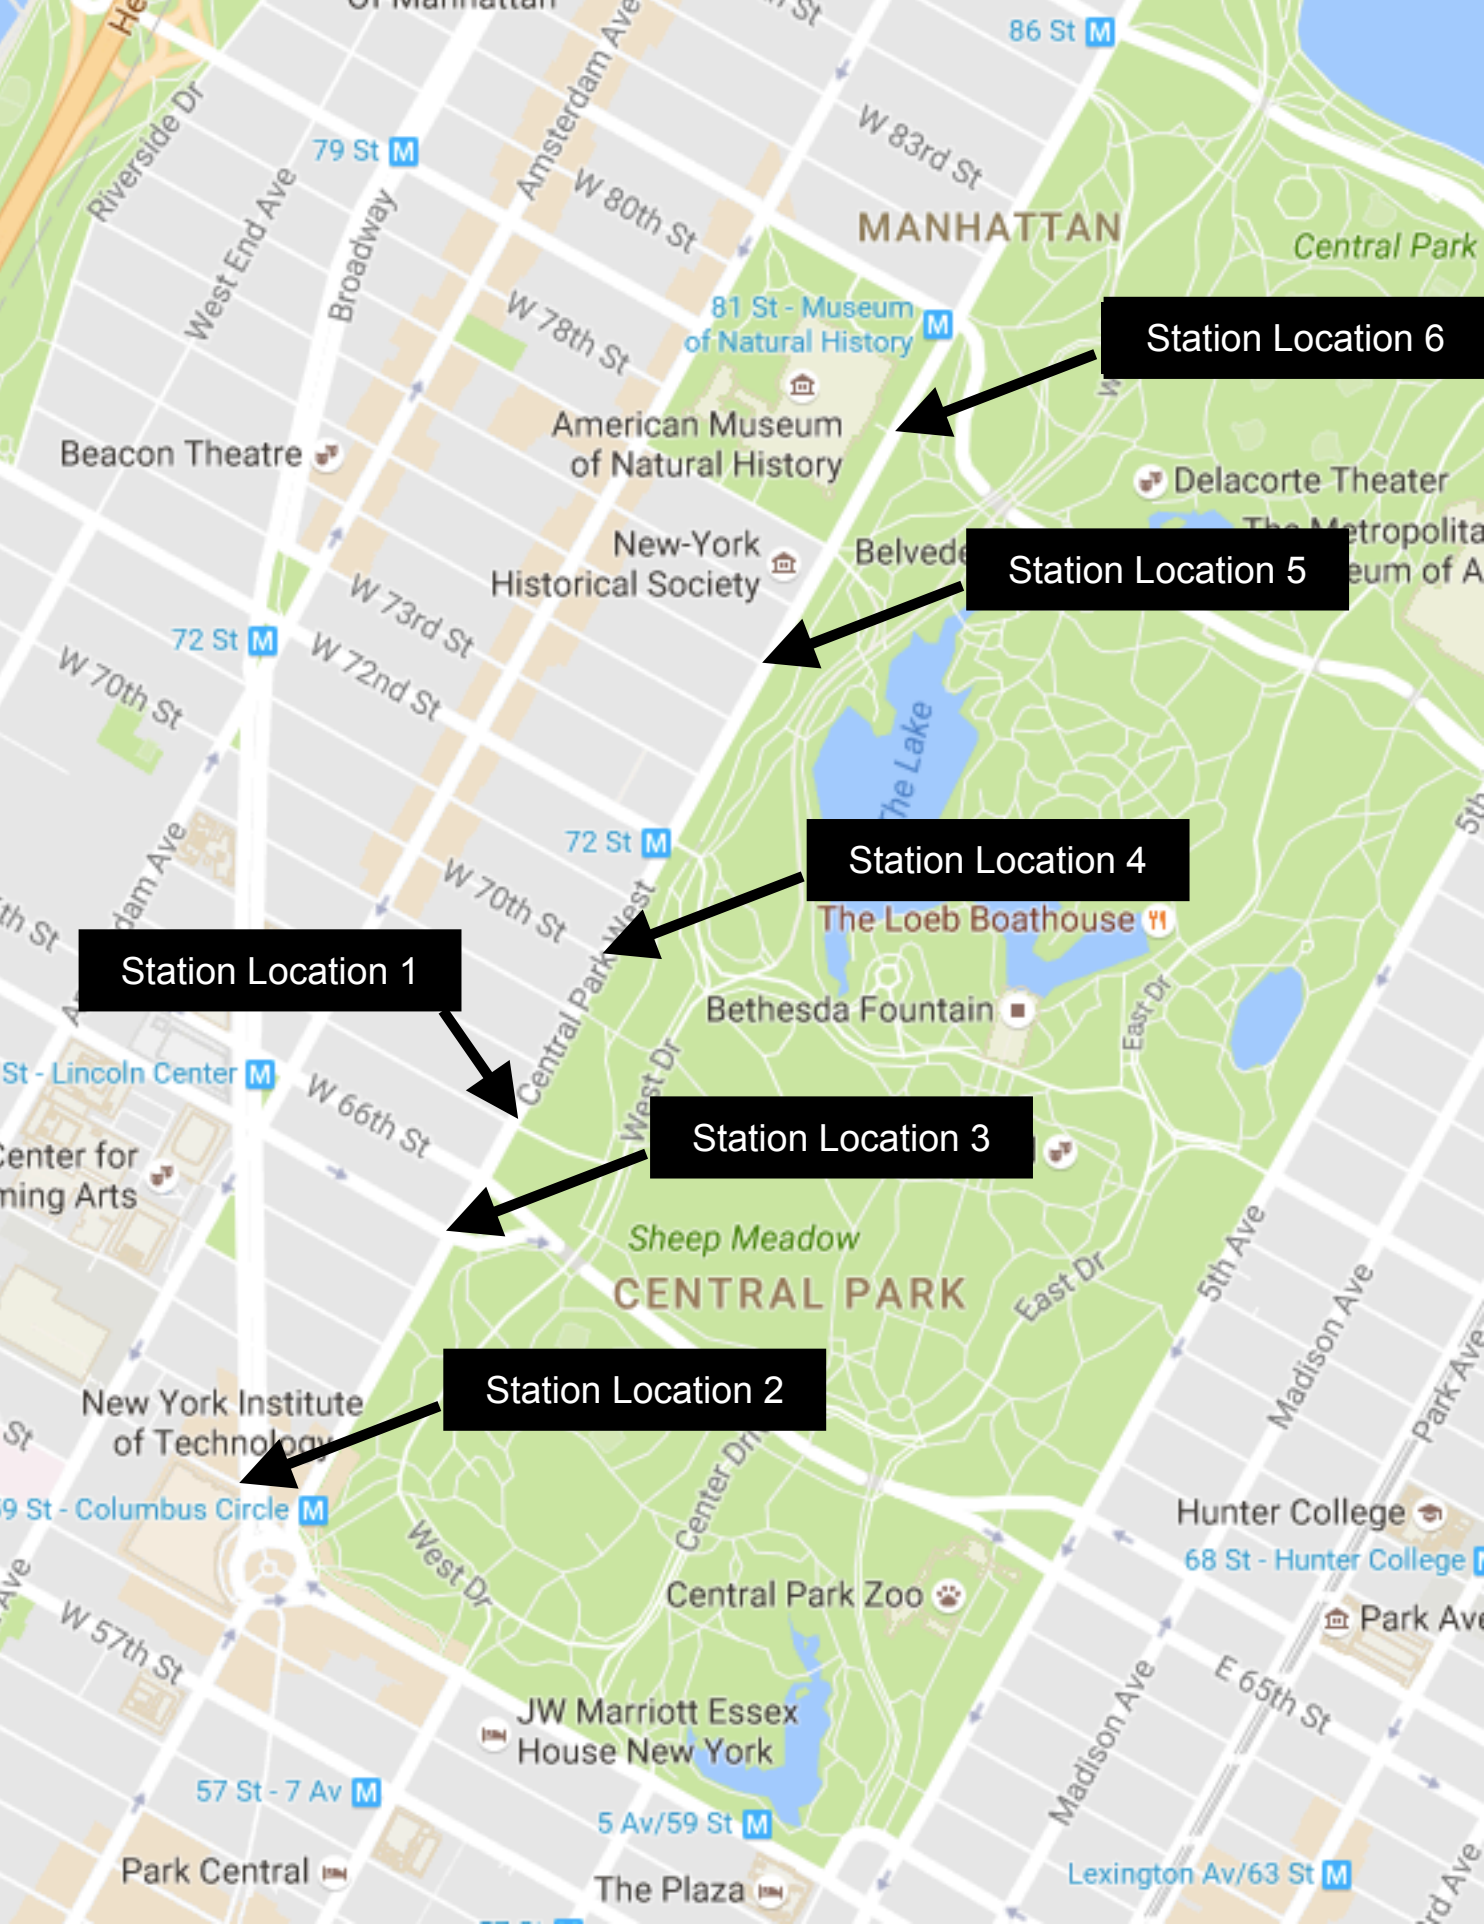 86 St
W 83rd St
Riverside Dr
79 St
Amsterdam Ave
West End Ave
Broadway
W 80th St
MANHATTAN
Central Park
W 78th St
81 St - Museum
of Natural History
Station Location 6
American Museum
of Natural History
Beacon Theatre
Delacorte Theater
New-York
Historical Society
Station Location 5
W 73rd St
72 St
W 72nd St
W 70th St
The Lake
72 St
W 70th St
Station Location 4
The Loeb Boathouse
Central Park West
Station Location 1
Bethesda Fountain
East Dr
St - Lincoln Center
W 66th St
West Dr
Station Location 3
Sheep Meadow
CENTRAL PARK
East Dr
5th Ave
Madison Ave
Park Ave
Station Location 2
New York Institute
of Technology
St
59 St - Columbus Circle
West Dr
Hunter College
68 St - Hunter College
Central Park Zoo
W 57th St
E 65th St
JW Marriott Essex
House New York
Madison Ave
57 St - 7 Av
5 Av/59 St
Park Central
The Plaza
Lexington Av/63 St